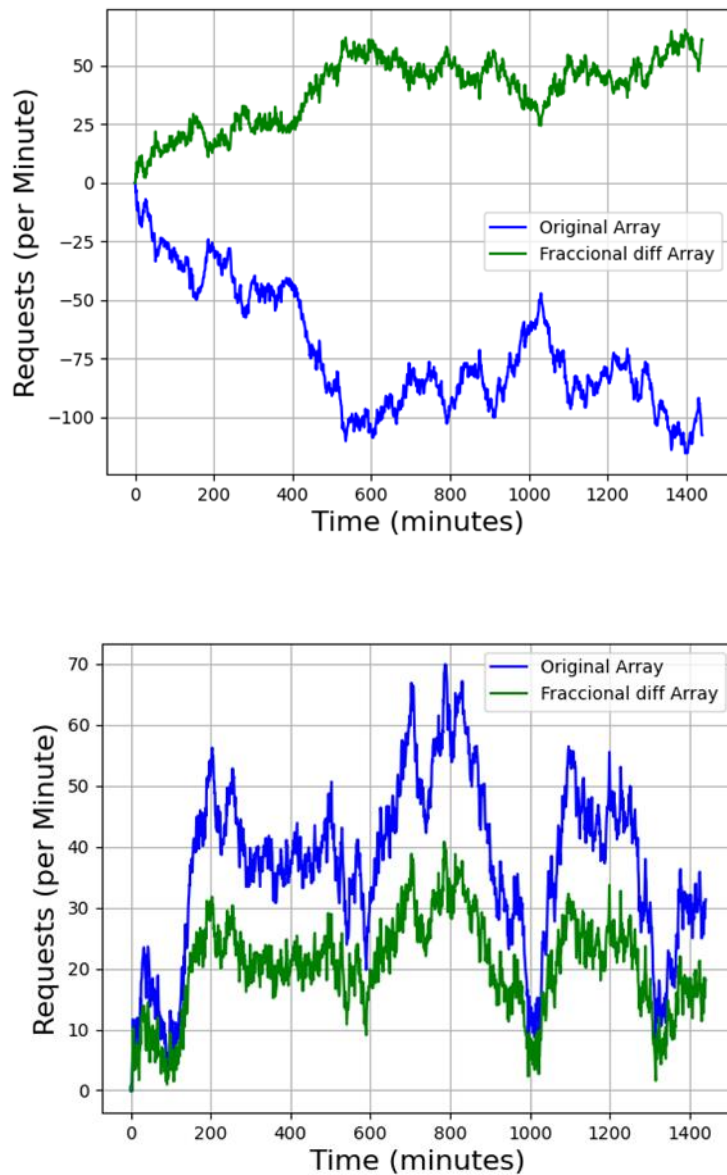 50
25
0
−25
−50
−75
−100
Requests (per Minute)
Original Array
Fraccional diff Array
0 200 400 600 800 1000 1200 1400
Time (minutes)
70
60
50
40
30
20
10
0
Requests (per Minute)
Original Array
Fraccional diff Array
0 200 400 600 800 1000 1200 1400
Time (minutes)